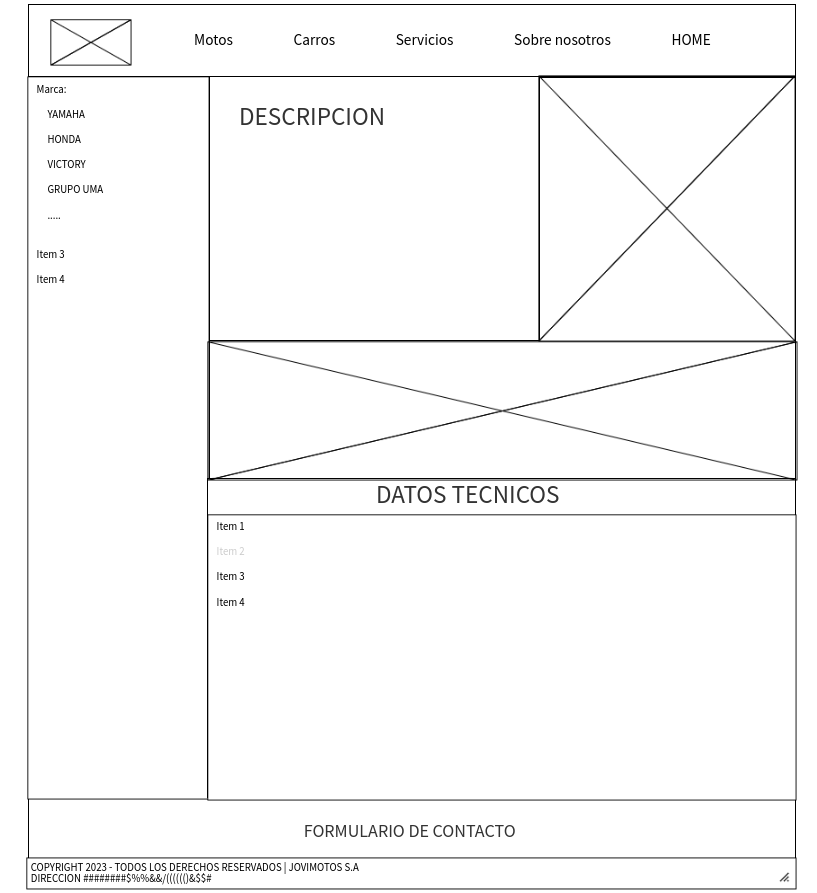 Motos Carros Servicios Sobre nosotros HOME
Marca:
YAMAHA
HONDA
VICTORY
GRUPO UMA
.....
Item 3
Item 4
DESCRIPCION
DATOS TECNICOS
Item 1
Item 2
Item 3
Item 4
FORMULARIO DE CONTACTO
COPYRIGHT 2023 - TODOS LOS DERECHOS RESERVADOS | JOVIMOTOS S.A
DIRECCION ########$%%&&/(((((()&$$#